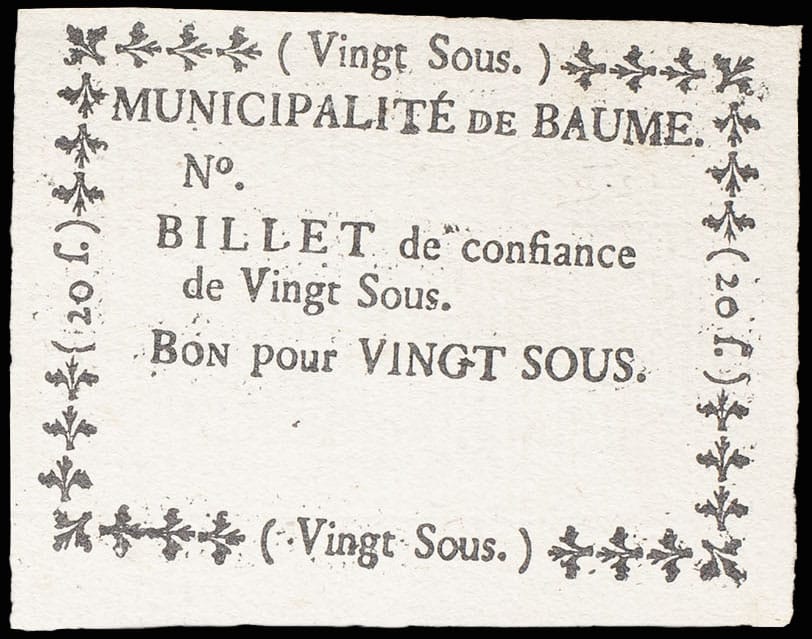 ( Vingt Sous. )
MUNICIPALITÉ DE BAUME.
Nº.
BILLET de confiance
de Vingt Sous.
BON pour VINGT SOUS.
( Vingt Sous. )
( 20 ſ. )
( 20 ſ. )